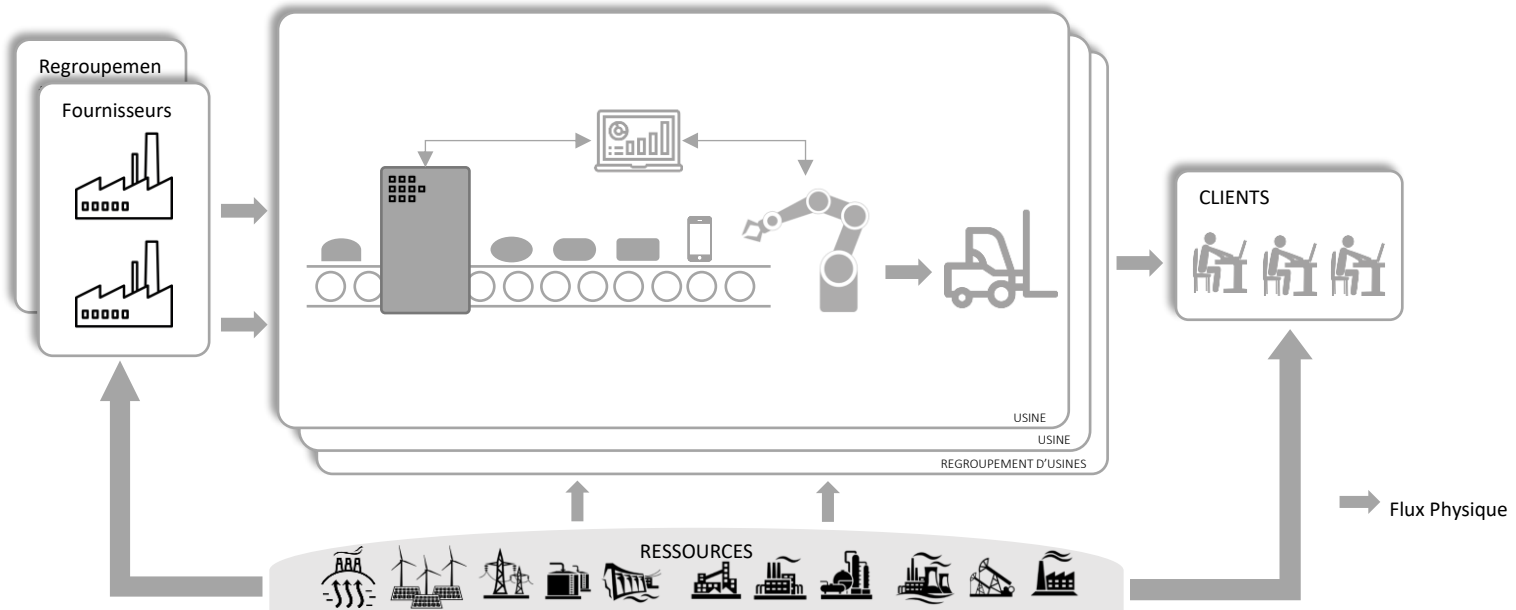 Regroupemen
Fournisseurs
CLIENTS
USINE
USINE
REGROUPEMENT D'USINES
Flux Physique
RESSOURCES